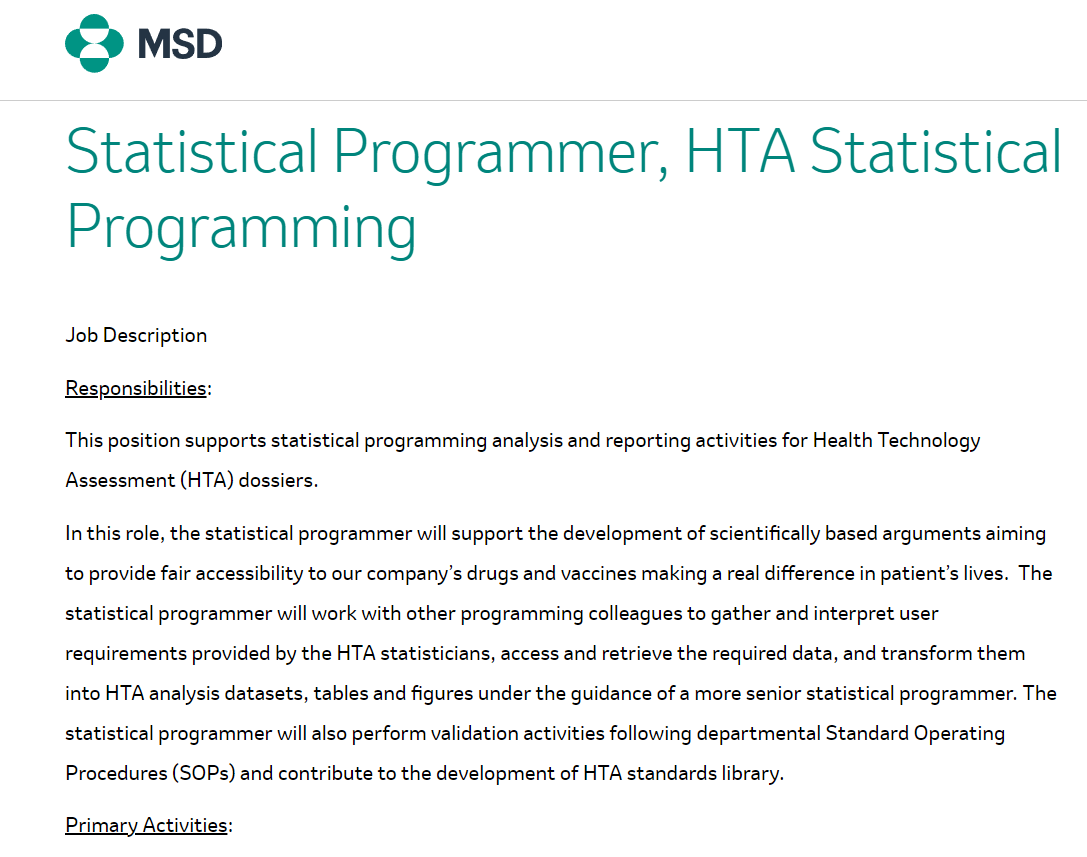 MSD
Statistical Programmer, HTA Statistical
Programming
Job Description
Responsibilities:
This position supports statistical programming analysis and reporting activities for Health Technology
Assessment (HTA) dossiers.
In this role, the statistical programmer will support the development of scientifically based arguments aiming
to provide fair accessibility to our company’s drugs and vaccines making a real difference in patient’s lives.  The
statistical programmer will work with other programming colleagues to gather and interpret user
requirements provided by the HTA statisticians, access and retrieve the required data, and transform them
into HTA analysis datasets, tables and figures under the guidance of a more senior statistical programmer. The
statistical programmer will also perform validation activities following departmental Standard Operating
Procedures (SOPs) and contribute to the development of HTA standards library.
Primary Activities: